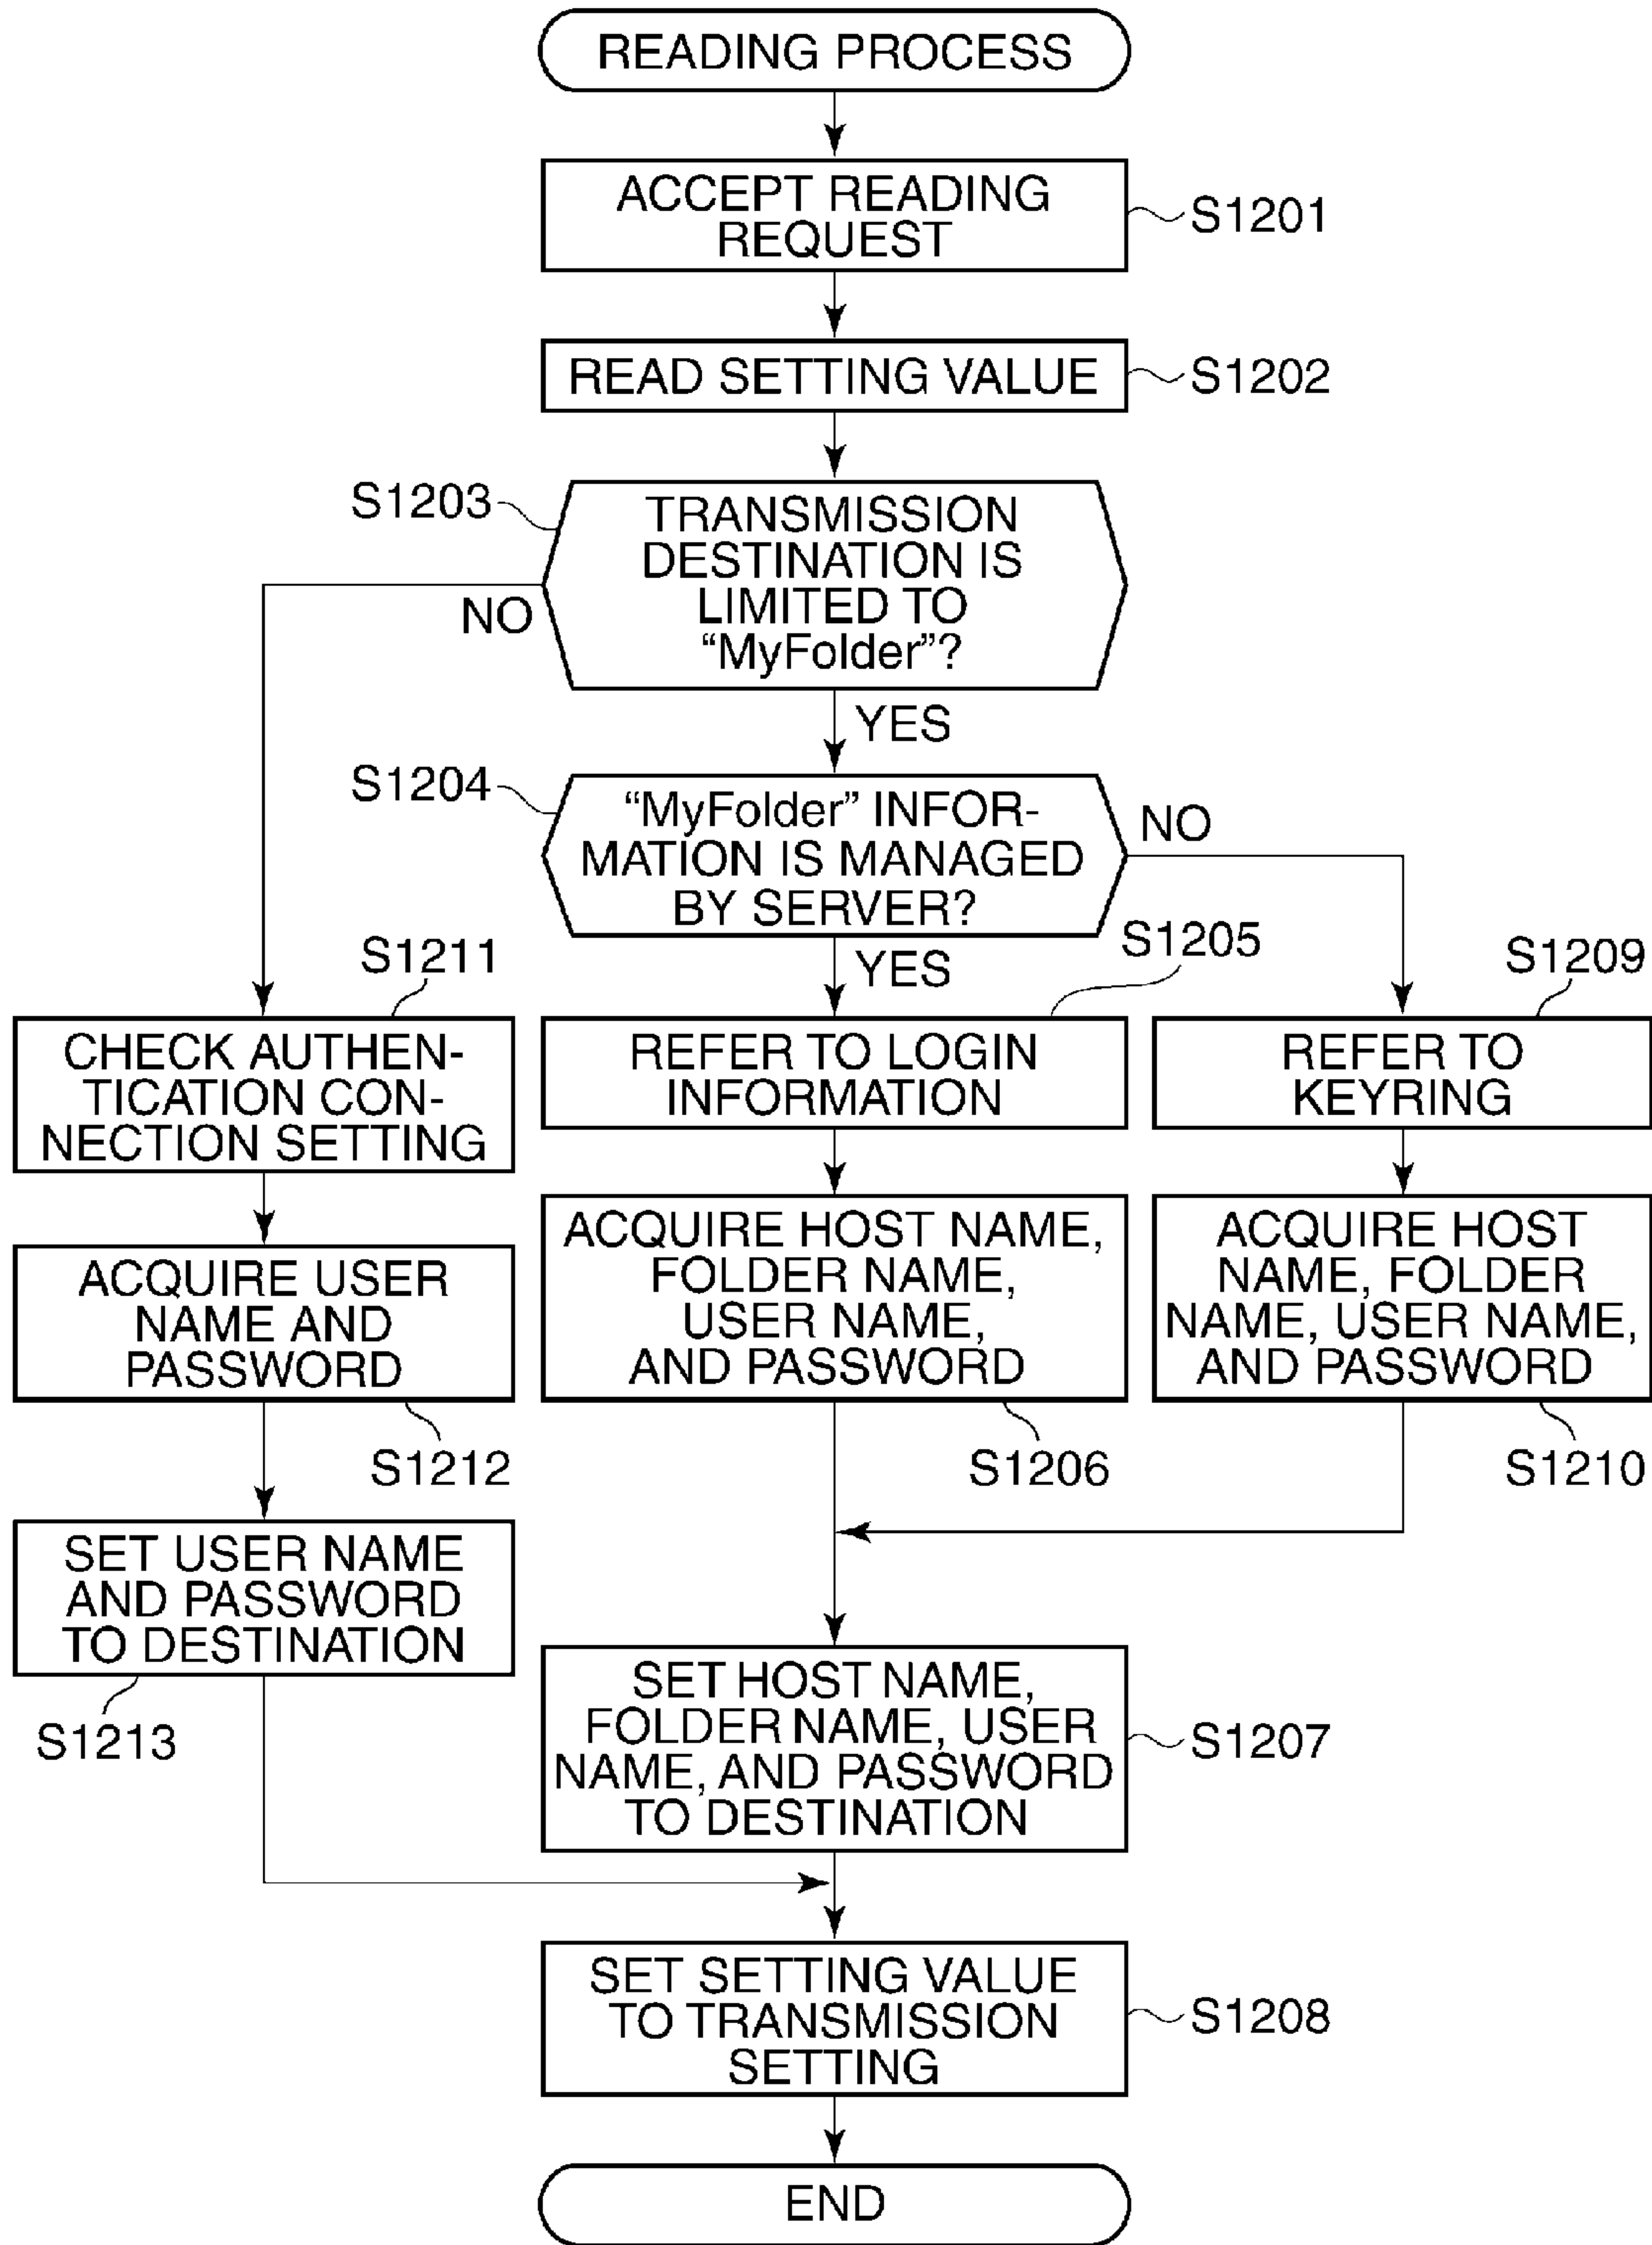 READING PROCESS
ACCEPT READING
REQUEST
S1201
READ SETTING VALUE
S1202
S1203
TRANSMISSION
DESTINATION IS
LIMITED TO
“MyFolder”?
NO
YES
S1204
“MyFolder” INFOR-
MATION IS MANAGED
BY SERVER?
NO
YES
S1211
CHECK AUTHEN-
TICATION CON-
NECTION SETTING
S1205
REFER TO LOGIN
INFORMATION
S1209
REFER TO
KEYRING
ACQUIRE USER
NAME AND
PASSWORD
S1212
ACQUIRE HOST NAME,
FOLDER NAME,
USER NAME,
AND PASSWORD
S1206
ACQUIRE HOST
NAME, FOLDER
NAME, USER NAME,
AND PASSWORD
S1210
SET USER NAME
AND PASSWORD
TO DESTINATION
S1213
SET HOST NAME,
FOLDER NAME, USER
NAME, AND PASSWORD
TO DESTINATION
S1207
SET SETTING VALUE
TO TRANSMISSION
SETTING
S1208
END